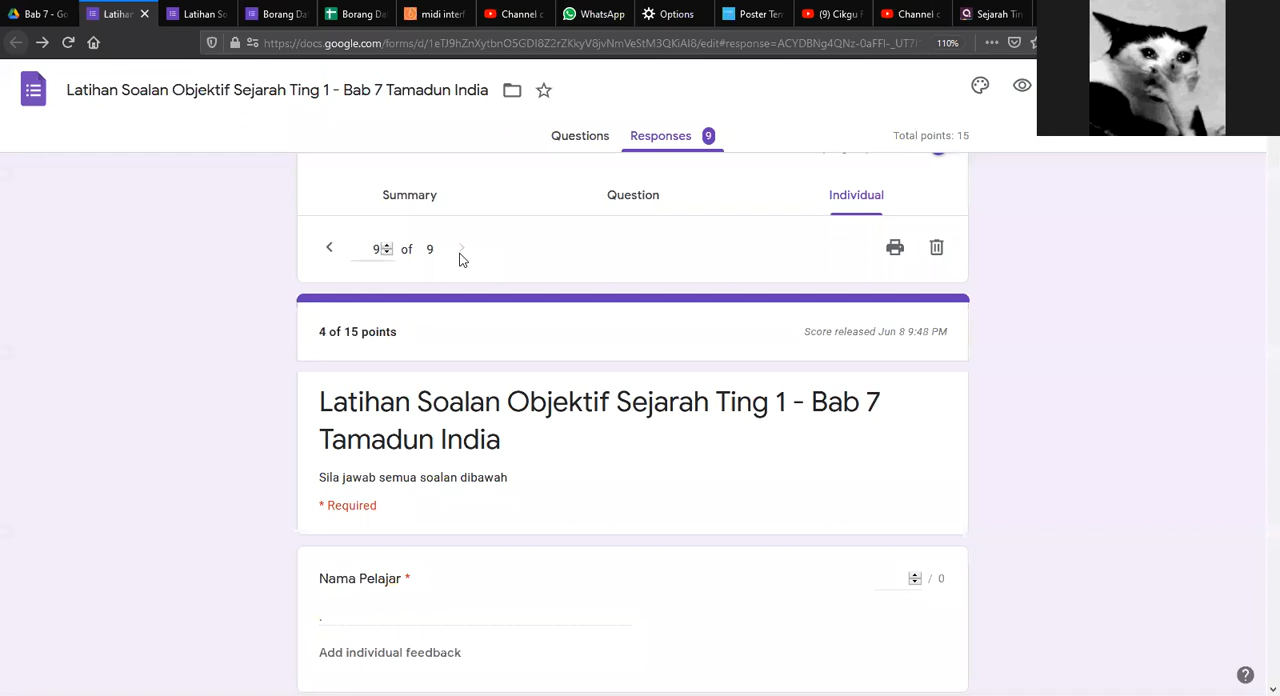 Bab 7 - Go
Latihan
Latihan So
Borang Da
Borang Da
midi interf
Channel c
WhatsApp
Options
Poster Ten
(9) Cikgu F
Channel c
Sejarah Tin
110%
Latihan Soalan Objektif Sejarah Ting 1 - Bab 7 Tamadun India
Questions
Responses 9
Total points: 15
Summary
Question
Individual
9 of 9
4 of 15 points
Score released Jun 8 9:48 PM
Latihan Soalan Objektif Sejarah Ting 1 - Bab 7
Tamadun India
Sila jawab semua soalan dibawah
* Required
Nama Pelajar *
/ 0
.
Add individual feedback